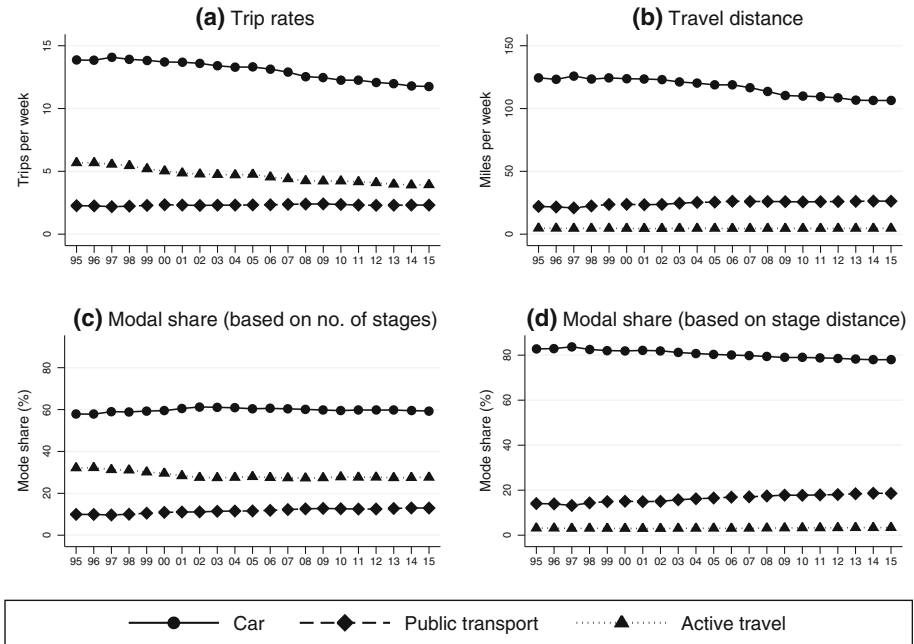 (a) Trip rates
Trips per week
15
10
5
0
95 96 97 98 99 00 01 02 03 04 05 06 07 08 09 10 11 12 13 14 15
(b) Travel distance
Miles per week
150
100
50
0
95 96 97 98 99 00 01 02 03 04 05 06 07 08 09 10 11 12 13 14 15
(c) Modal share (based on no. of stages)
Mode share (%)
80
60
40
20
0
95 96 97 98 99 00 01 02 03 04 05 06 07 08 09 10 11 12 13 14 15
(d) Modal share (based on stage distance)
Mode share (%)
80
60
40
20
0
95 96 97 98 99 00 01 02 03 04 05 06 07 08 09 10 11 12 13 14 15
Car Public transport Active travel